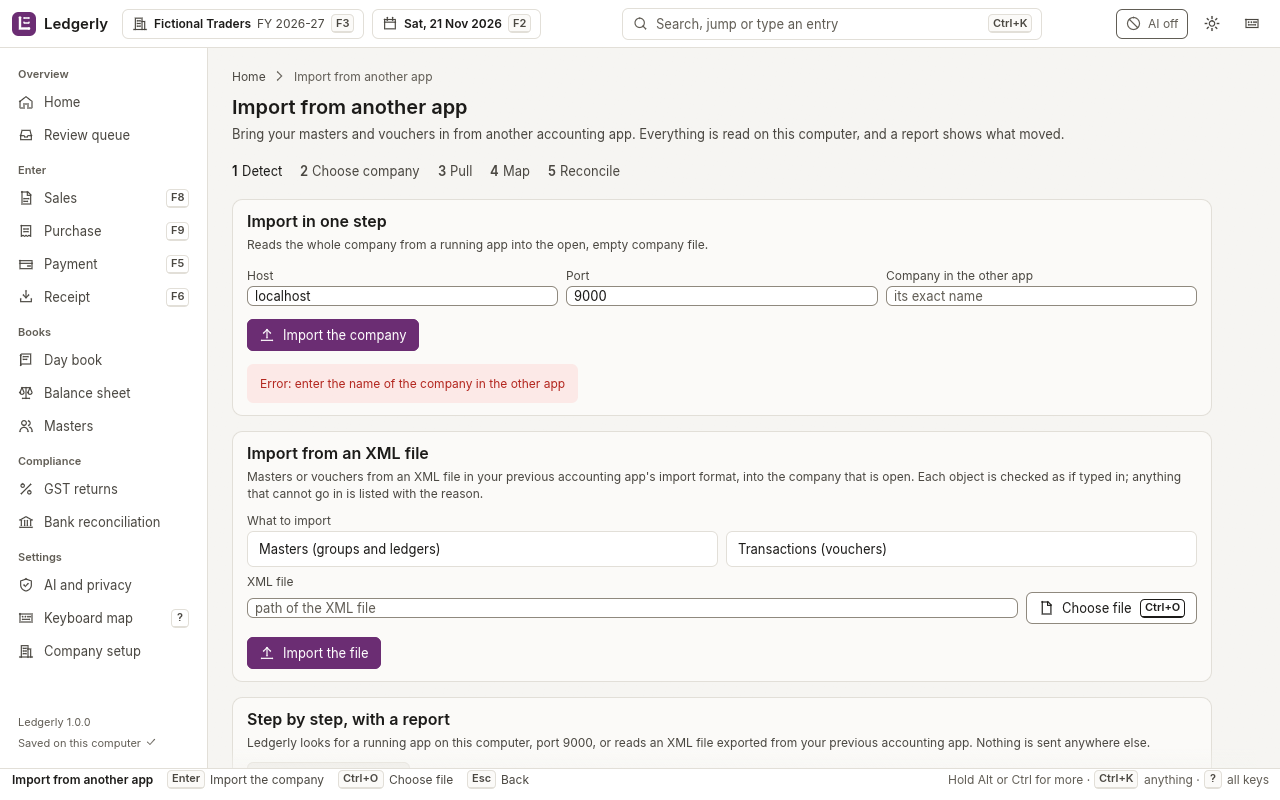 Ledgerly
Fictional Traders FY 2026-27 F3
Sat, 21 Nov 2026 F2
Search, jump or type an entry Ctrl+K
AI off
Overview
Home
Review queue
Enter
Sales F8
Purchase F9
Payment F5
Receipt F6
Books
Day book
Balance sheet
Masters
Compliance
GST returns
Bank reconciliation
Settings
AI and privacy
Keyboard map ?
Company setup
Ledgerly 1.0.0
Saved on this computer
Home Import from another app
Import from another app
Bring your masters and vouchers in from another accounting app. Everything is read on this computer, and a report shows what moved.
1 Detect 2 Choose company 3 Pull 4 Map 5 Reconcile
Import in one step
Reads the whole company from a running app into the open, empty company file.
Host Port Company in the other app
localhost 9000 its exact name
Import the company
Error: enter the name of the company in the other app
Import from an XML file
Masters or vouchers from an XML file in your previous accounting app's import format, into the company that is open. Each object is checked as if typed in; anything
that cannot go in is listed with the reason.
What to import
Masters (groups and ledgers) Transactions (vouchers)
XML file
path of the XML file Choose file Ctrl+O
Import the file
Step by step, with a report
Ledgerly looks for a running app on this computer, port 9000, or reads an XML file exported from your previous accounting app. Nothing is sent anywhere else.
Import from another app Enter Import the company Ctrl+O Choose file Esc Back Hold Alt or Ctrl for more · Ctrl+K anything · ? all keys